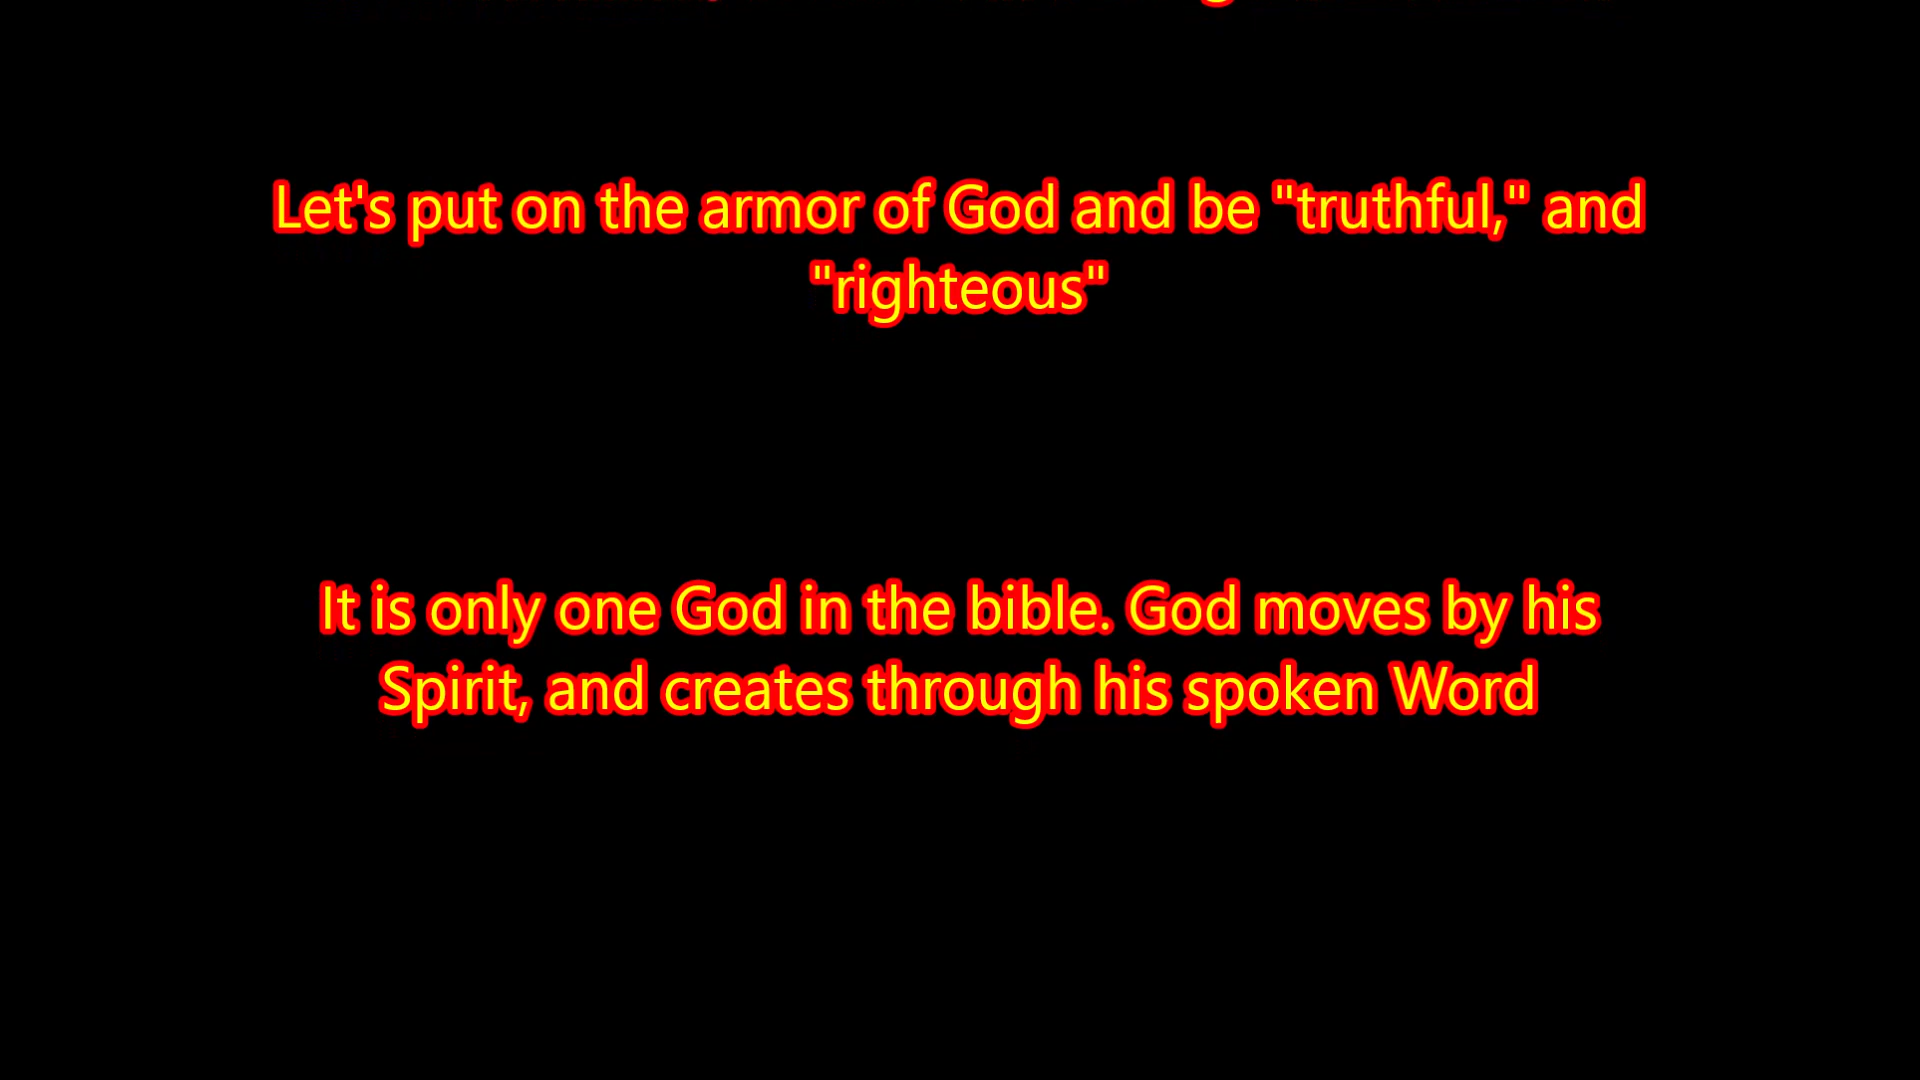 Let's put on the armor of God and be "truthful," and
"righteous"
It is only one God in the bible. God moves by his
Spirit, and creates through his spoken Word